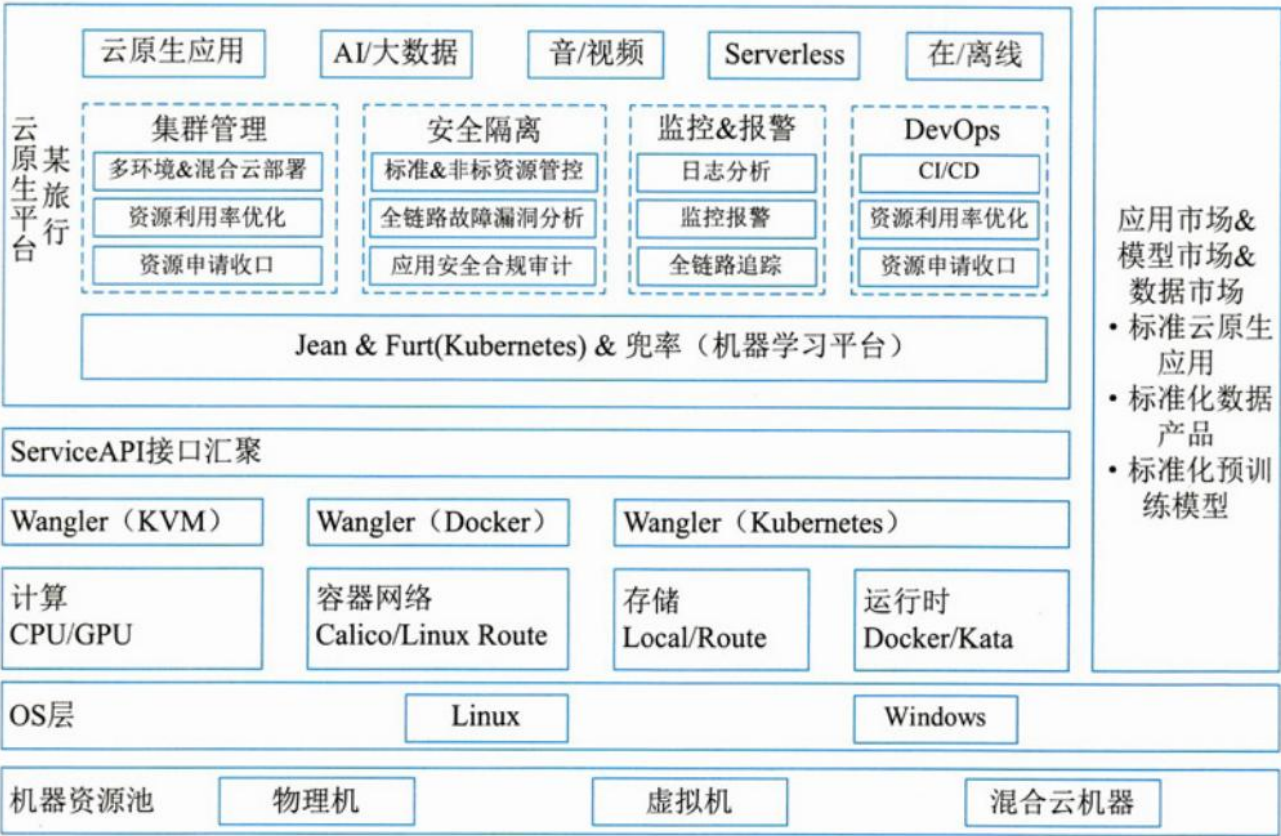 云原生应用
AI/大数据
音/视频
Serverless
在/离线
某旅行
云原生平台
集群管理
多环境&混合云部署
资源利用率优化
资源申请收口
安全隔离
标准&非标资源管控
全链路故障漏洞分析
应用安全合规审计
监控&报警
日志分析
监控报警
全链路追踪
DevOps
CI/CD
资源利用率优化
资源申请收口
Jean & Furt(Kubernetes) & 兜率（机器学习平台）
应用市场&
模型市场&
数据市场
•标准云原生
应用
•标准化数据
产品
•标准化预训
练模型
ServiceAPI接口汇聚
Wangler（KVM）
Wangler（Docker）
Wangler（Kubernetes）
计算
CPU/GPU
容器网络
Calico/Linux Route
存储
Local/Route
运行时
Docker/Kata
OS层
Linux
Windows
机器资源池
物理机
虚拟机
混合云机器